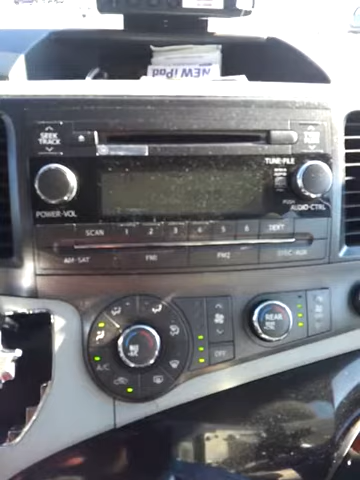 NEW iPod
SEEK
TRACK
TUNE·FILE
PUSH
POWER·VOL
AUDIO·CTRL
SCAN 1 2 3 4 5 6
AM·SAT FM1 FM2 DISC·AUX
A/C
OFF
REAR